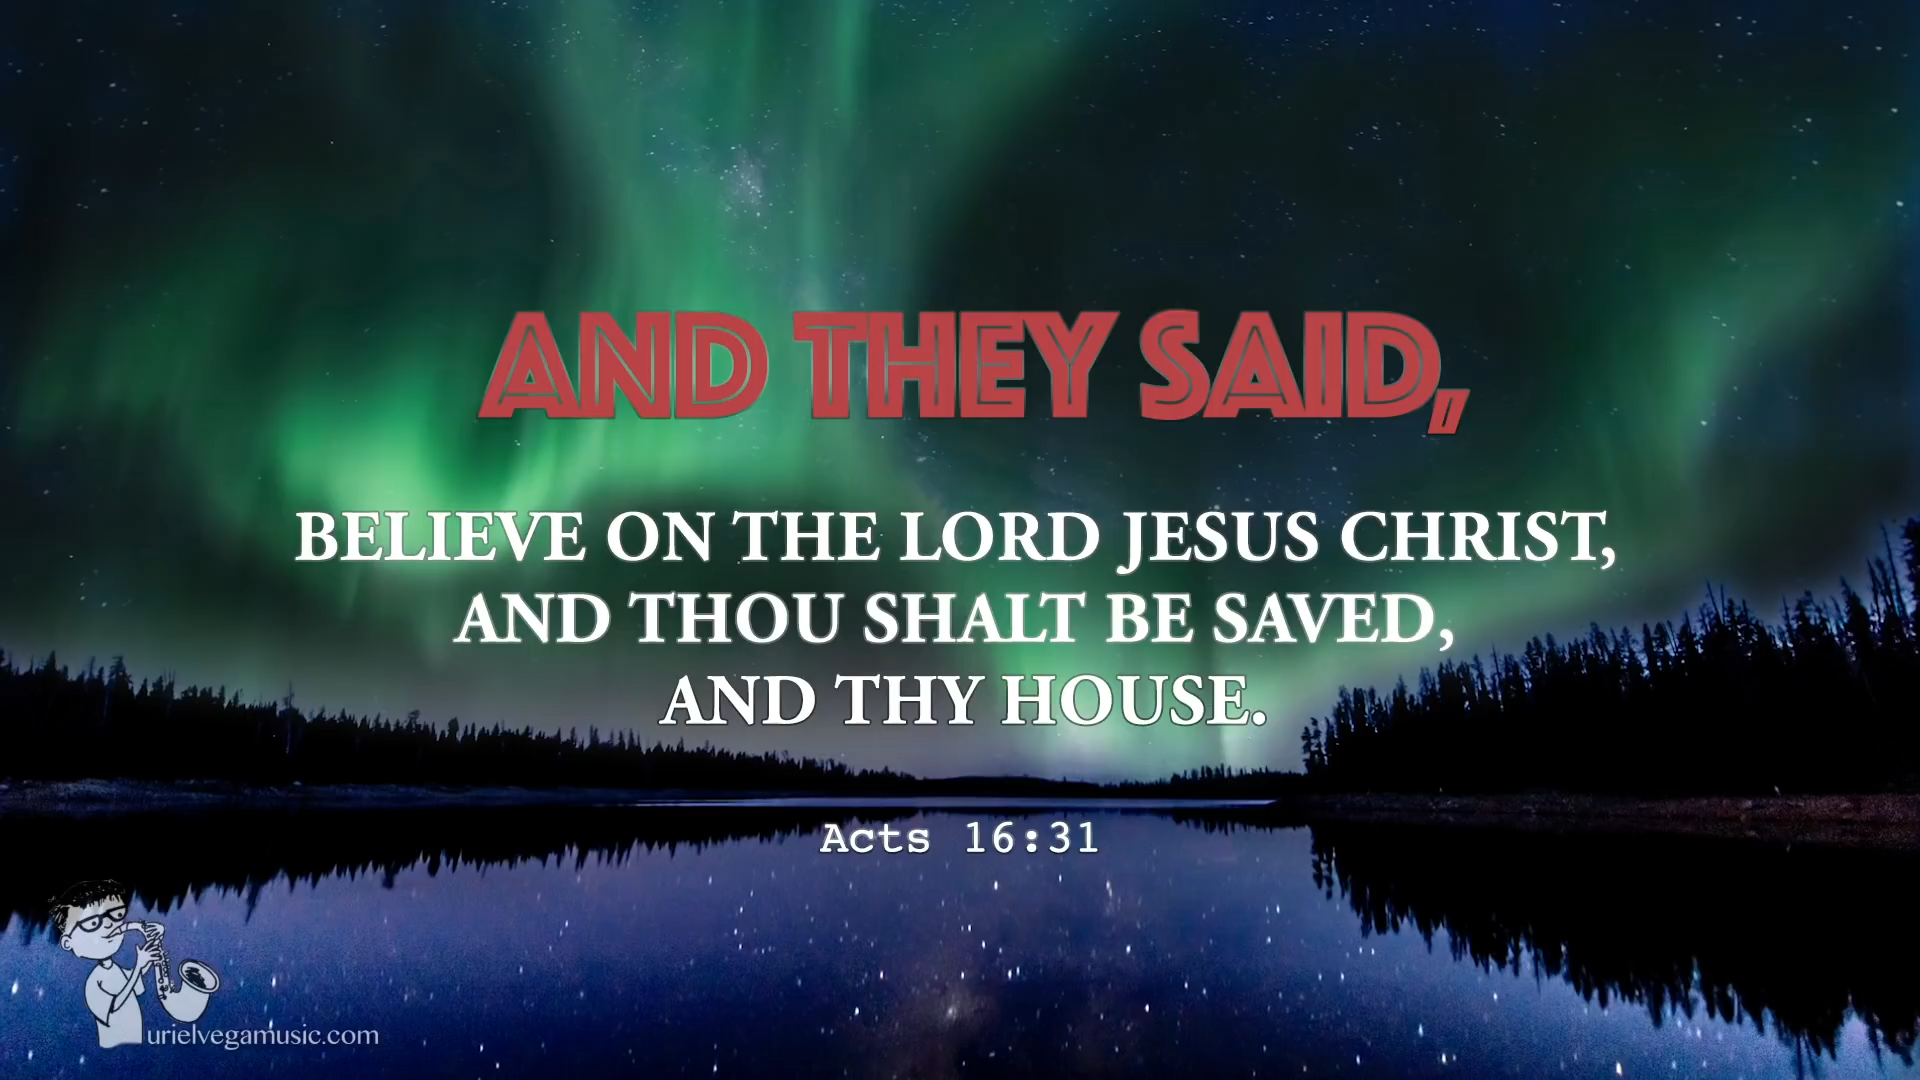 AND THEY SAID,
BELIEVE ON THE LORD JESUS CHRIST,
AND THOU SHALT BE SAVED,
AND THY HOUSE.
Acts 16:31
urielvegamusic.com